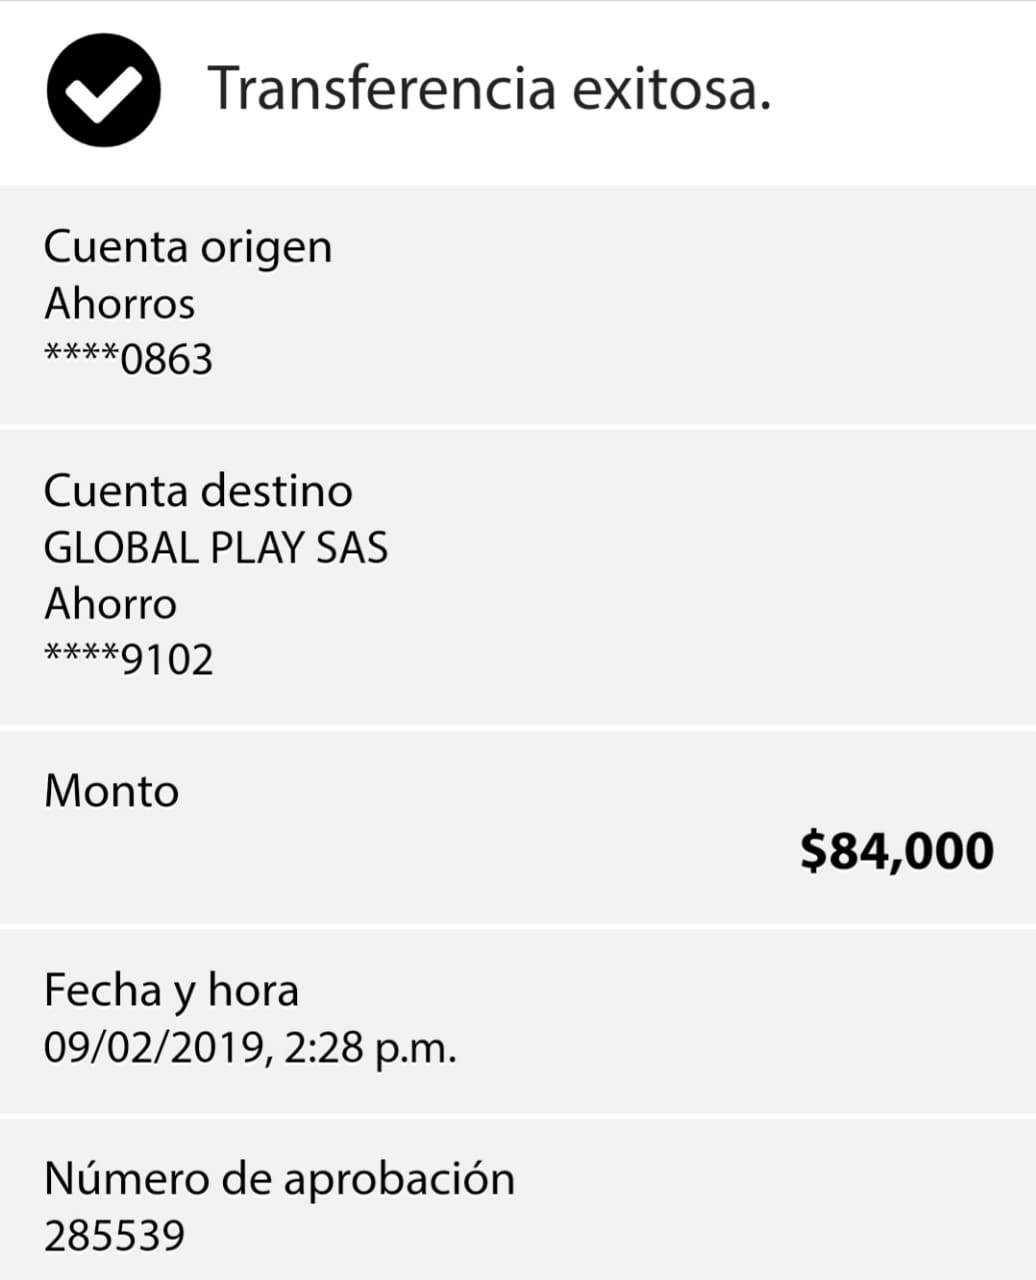 Transferencia exitosa.
Cuenta origen
Ahorros
****0863
Cuenta destino
GLOBAL PLAY SAS
Ahorro
****9102
Monto
$84,000
Fecha y hora
09/02/2019, 2:28 p.m.
Número de aprobación
285539